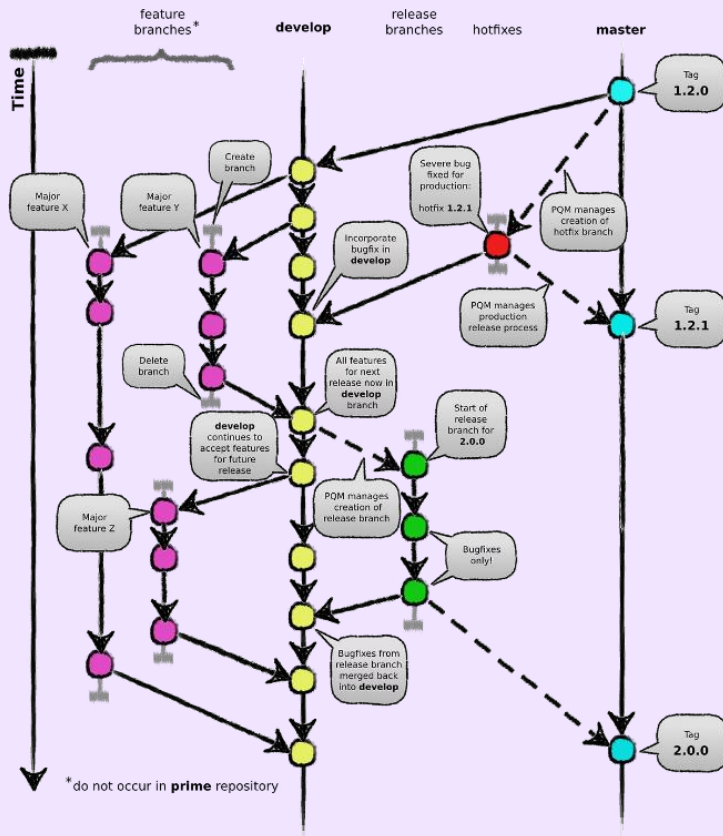 feature
branches*
develop
release
branches
hotfixes
master
Time
Tag
1.2.0
Create
branch
Severe bug
fixed for
production:
hotfix 1.2.1
Major
feature X
Major
feature Y
PQM manages
creation of
hotfix branch
Incorporate
bugfix in
develop
PQM manages
production
release process
Tag
1.2.1
Delete
branch
All features
for next
release now in
develop
branch
Start of
release
branch for
2.0.0
develop
continues to
accept features
for future
release
PQM manages
creation of
release branch
Major
feature Z
Bugfixes
only!
Bugfixes from
release branch
merged back
into develop
Tag
2.0.0
*do not occur in prime repository